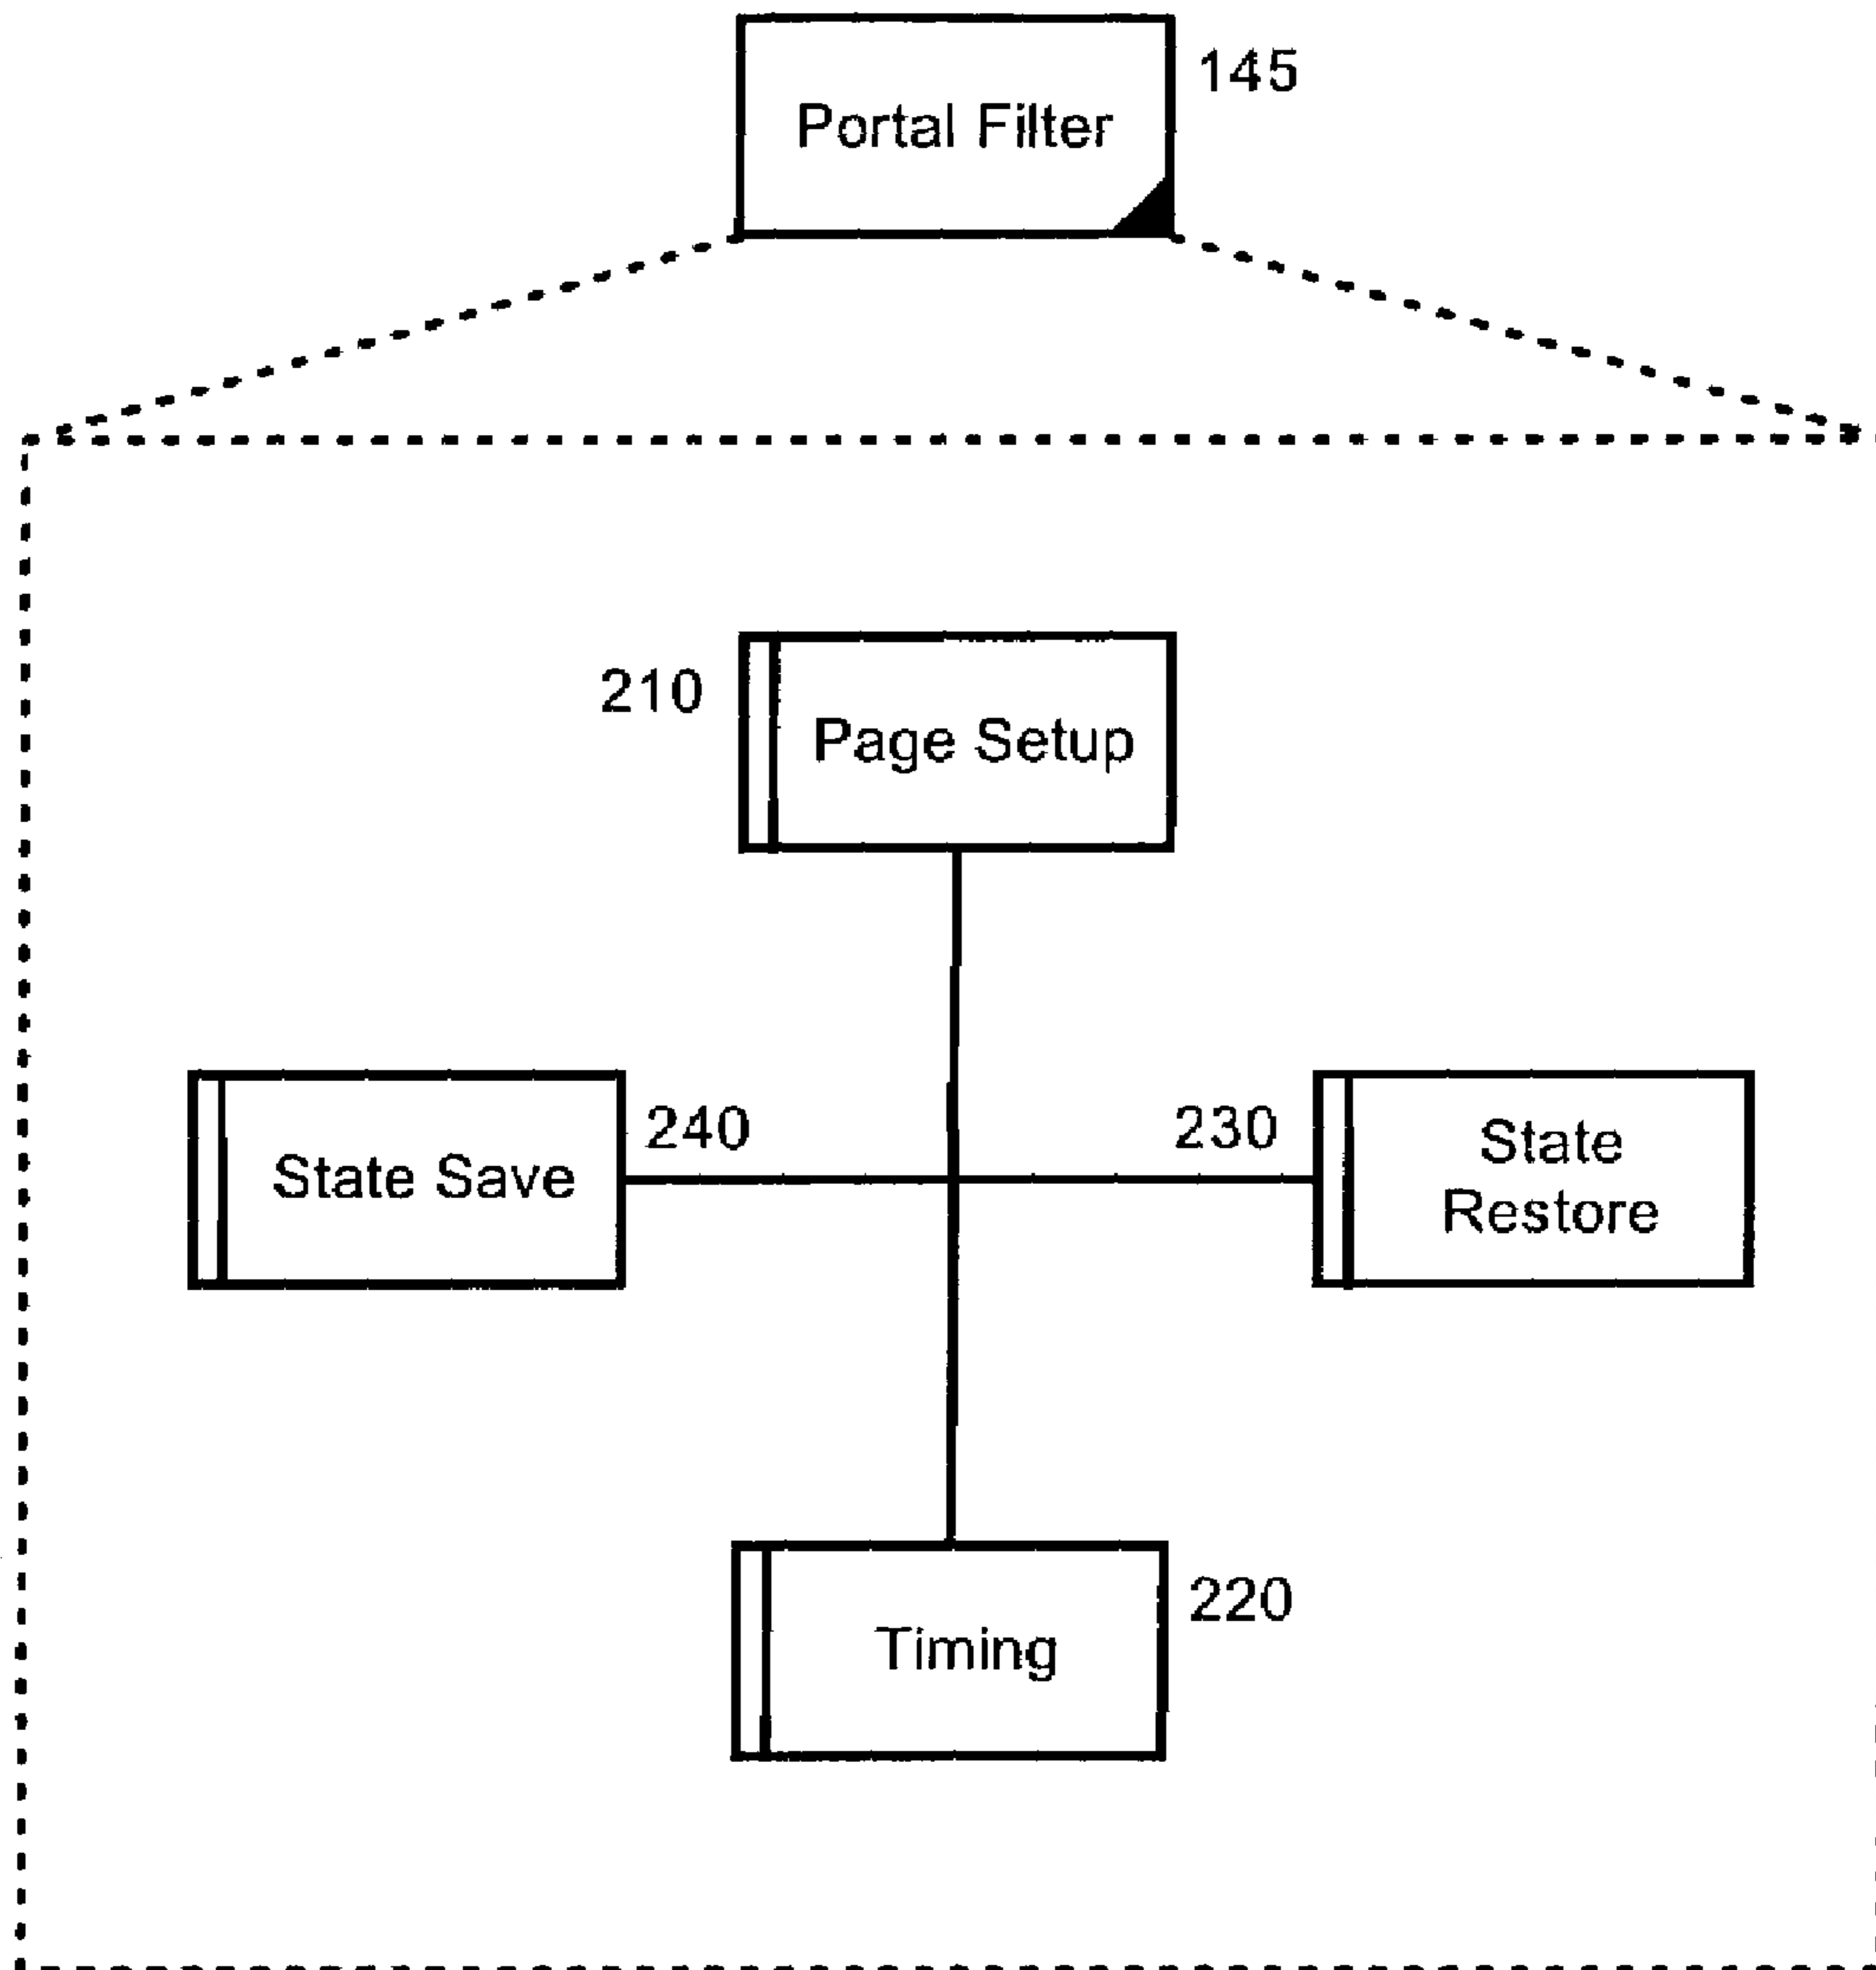 145
Portal Filter
210
Page Setup
240
State Save
230
State
Restore
220
Timing